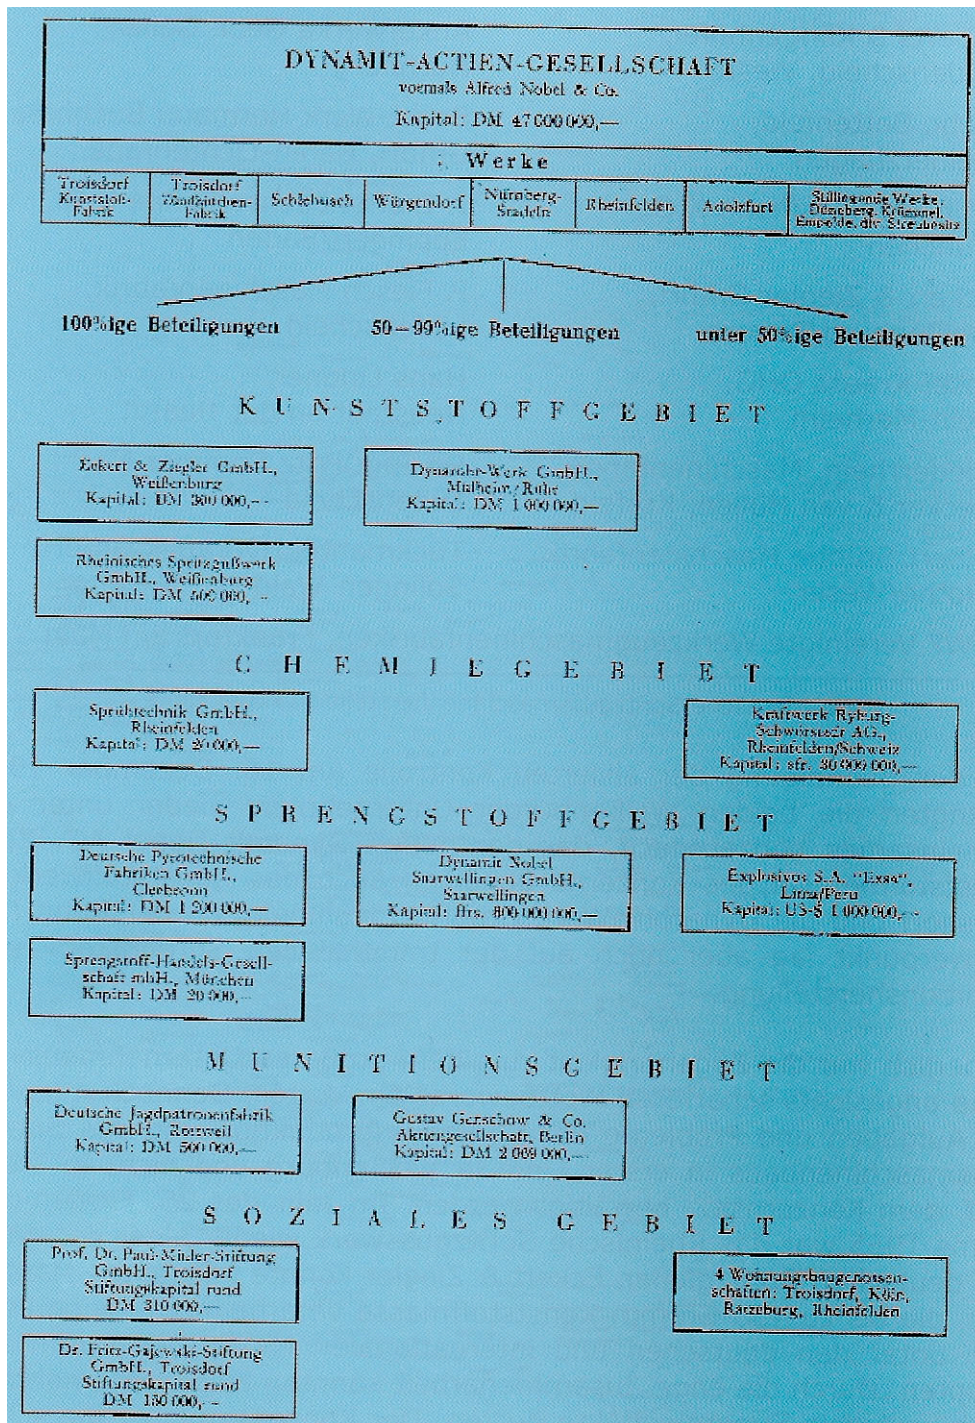 DYNAMIT-ACTIEN-GESELLSCHAFT
vormals Alfred Nobel & Co.
Kapital: DM 47 000 000,—
Werke
Troisdorf
Kunststoff-
Fabrik
Troisdorf
Zündhütchen-
Fabrik
Schlebusch
Würgendorf
Nürnberg-
Stadeln
Rheinfelden
Adolzfurt
Stilliegende Werke:
Düneberg, Krümmel,
Empelde, div. Streubesitz
100%ige Beteiligungen
50—99%ige Beteiligungen
unter 50%ige Beteiligungen
KUNSTSTOFFGEBIET
Eckert & Ziegler GmbH.,
Weißenburg
Kapital: DM 300 000,—
Dynamit-Werk GmbH.,
Mülheim/Ruhr
Kapital: DM 1 000 000,—
Rheinisches Spritzgußwerk
GmbH., Weißenburg
Kapital: DM 500 000,—
CHEMIEGEBIET
Sprühtechnik GmbH.,
Rheinfelden
Kapital: DM 20 000,—
Kraftwerk Ryburg-
Schwörstadt AG.,
Rheinfelden/Schweiz
Kapital: sfr. 30 000 000,—
SPRENGSTOFFGEBIET
Deutsche Pyrotechnische
Fabriken GmbH.,
Cleebronn
Kapital: DM 1 200 000,—
Dynamit Nobel
Saarwellingen GmbH.,
Saarwellingen
Kapital: ffrs. 800 000 000,—
Explosivos S.A. "Exsa",
Lima/Peru
Kapital: US-$ 1 000 000,—
Sprengstoff-Handels-Gesell-
schaft mbH., München
Kapital: DM 20 000,—
MUNITIONSGEBIET
Deutsche Jagdpatronenfabrik
GmbH., Rottweil
Kapital: DM 500 000,—
Gustav Genschow & Co.
Aktiengesellschaft, Berlin
Kapital: DM 2 000 000,—
SOZIALES GEBIET
Prof. Dr. Paul-Müller-Stiftung
GmbH., Troisdorf
Stiftungskapital rund
DM 310 000,—
4 Wohnungsbaugenossen-
schaften: Troisdorf, Köln,
Ratzeburg, Rheinfelden
Dr. Fritz-Gajewski-Stiftung
GmbH., Troisdorf
Stiftungskapital rund
DM 150 000,—